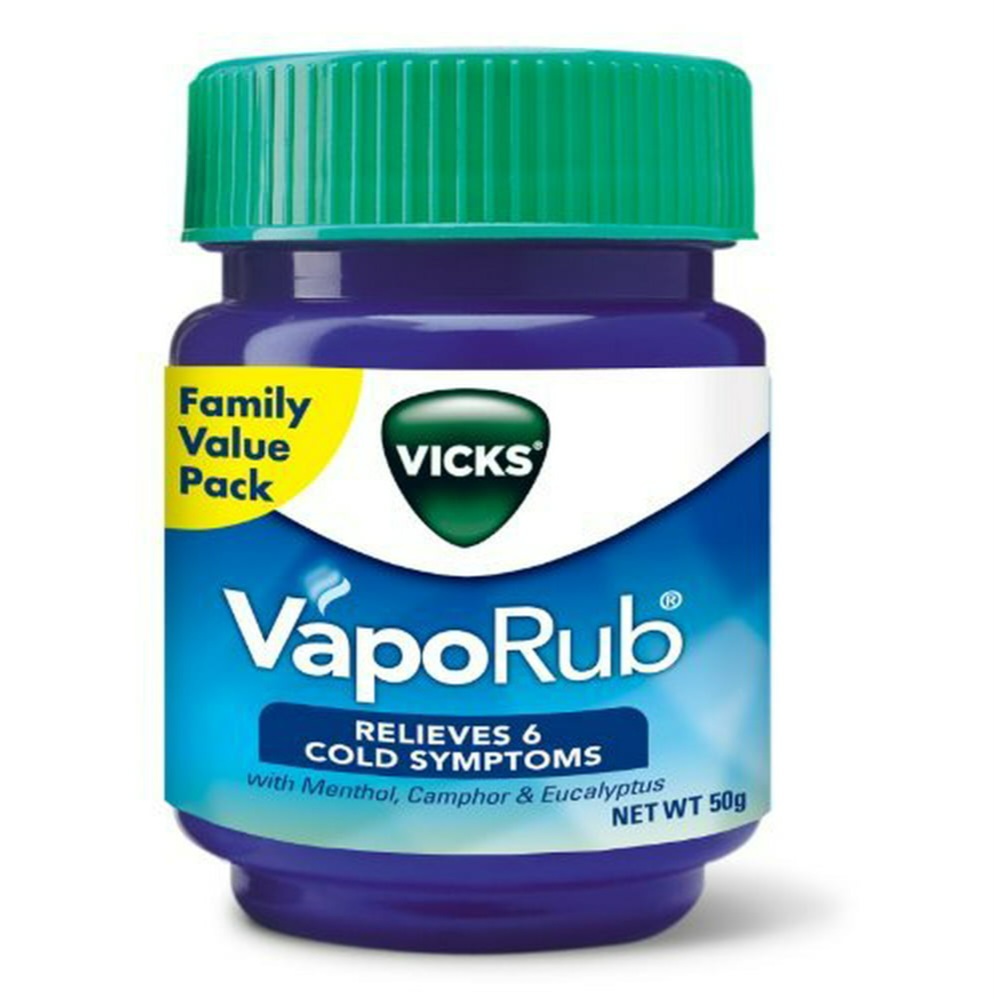 Family
Value
Pack
VICKS®
VapoRub®
RELIEVES 6
COLD SYMPTOMS
with Menthol, Camphor & Eucalyptus
NET WT 50g